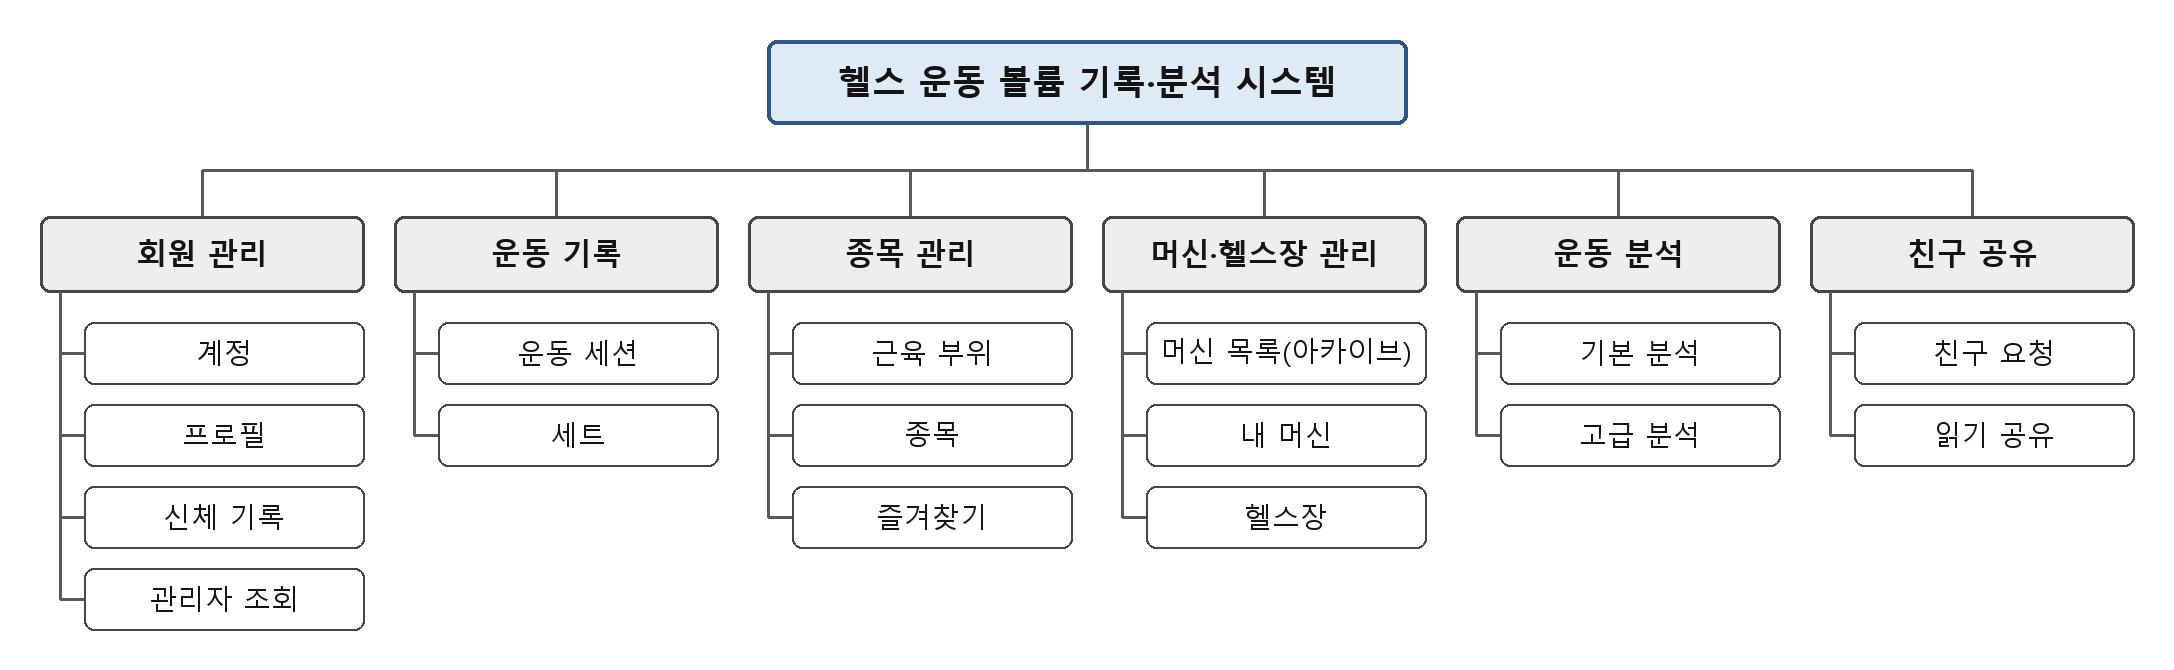 헬스 운동 볼륨 기록·분석 시스템
회원 관리
계정
프로필
신체 기록
관리자 조회
운동 기록
운동 세션
세트
종목 관리
근육 부위
종목
즐겨찾기
머신·헬스장 관리
머신 목록(아카이브)
내 머신
헬스장
운동 분석
기본 분석
고급 분석
친구 공유
친구 요청
읽기 공유